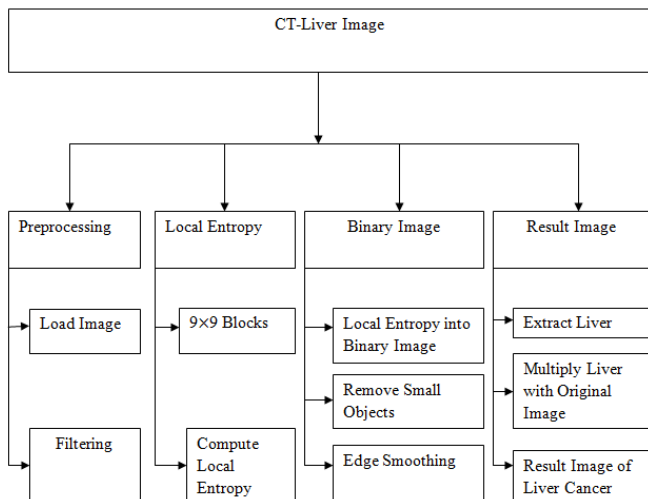 CT-Liver Image
Preprocessing
Load Image
Filtering
Local Entropy
9×9 Blocks
Compute
Local
Entropy
Binary Image
Local Entropy into
Binary Image
Remove Small
Objects
Edge Smoothing
Result Image
Extract Liver
Multiply Liver
with Original
Image
Result Image of
Liver Cancer